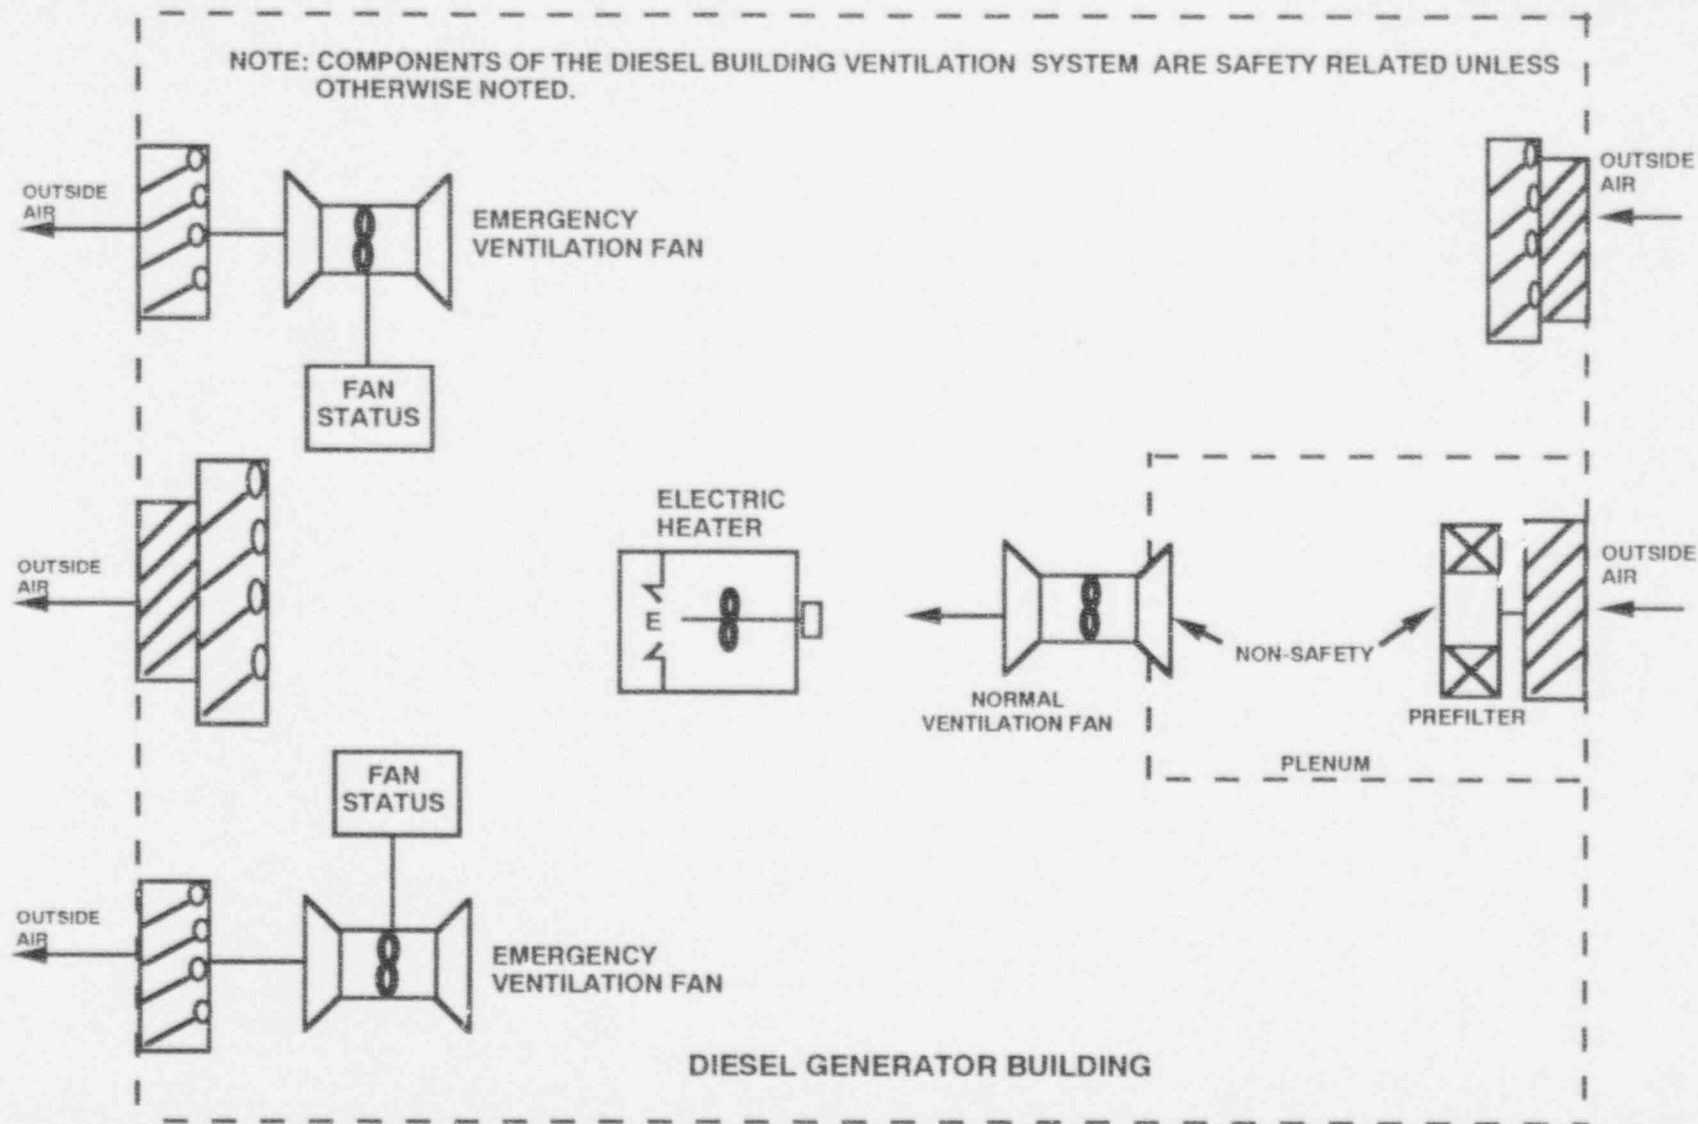 NOTE: COMPONENTS OF THE DIESEL BUILDING VENTILATION SYSTEM ARE SAFETY RELATED UNLESS
OTHERWISE NOTED.
OUTSIDE
AIR
EMERGENCY
VENTILATION FAN
FAN
STATUS
OUTSIDE
AIR
OUTSIDE
AIR
ELECTRIC
HEATER
E
NORMAL
VENTILATION FAN
NON-SAFETY
PREFILTER
PLENUM
OUTSIDE
AIR
FAN
STATUS
OUTSIDE
AIR
EMERGENCY
VENTILATION FAN
DIESEL GENERATOR BUILDING